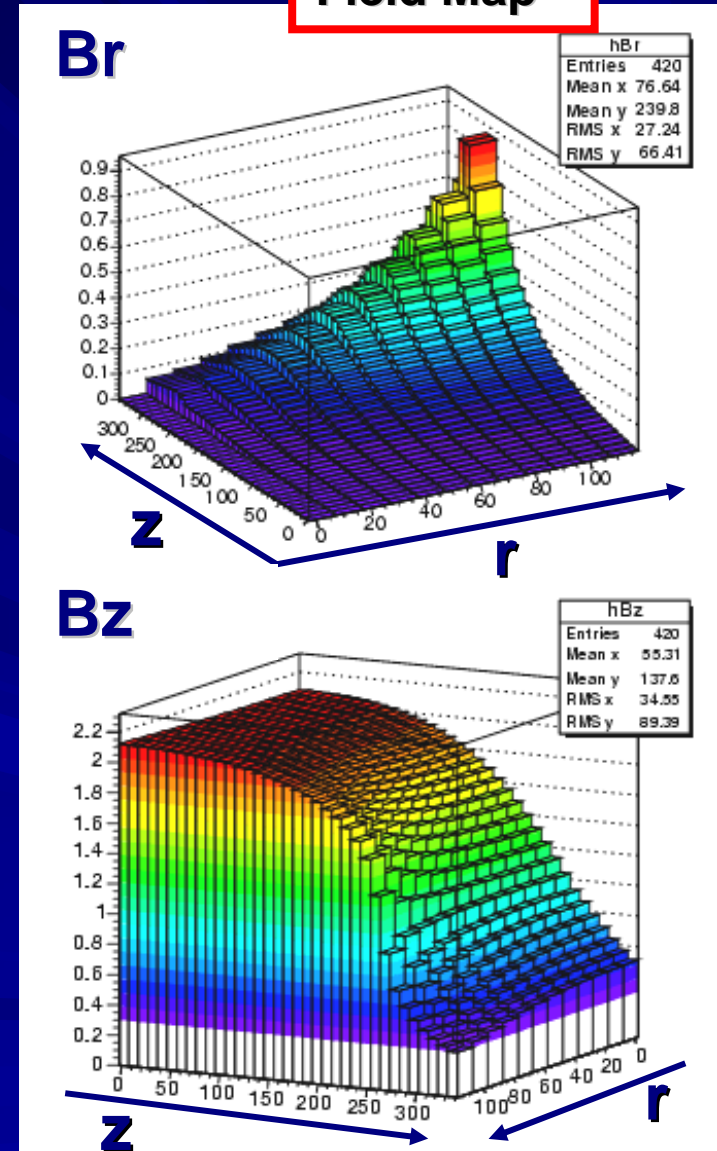 Field Map
Br
hBr
Entries 420
Mean x 76.64
Mean y 239.8
RMS x 27.24
RMS y 66.41
0.9
0.8
0.7
0.6
0.5
0.4
0.3
0.2
0.1
0
300
250
200
150
100
50
0
0
20
40
60
80
100
z
r
Bz
hBz
Entries 420
Mean x 55.31
Mean y 137.6
RMS x 34.55
RMS y 89.39
2.2
2
1.8
1.6
1.4
1.2
1
0.8
0.6
0.4
0.2
0
0
50
100
150
200
250
300
100
80
60
40
20
0
z
r